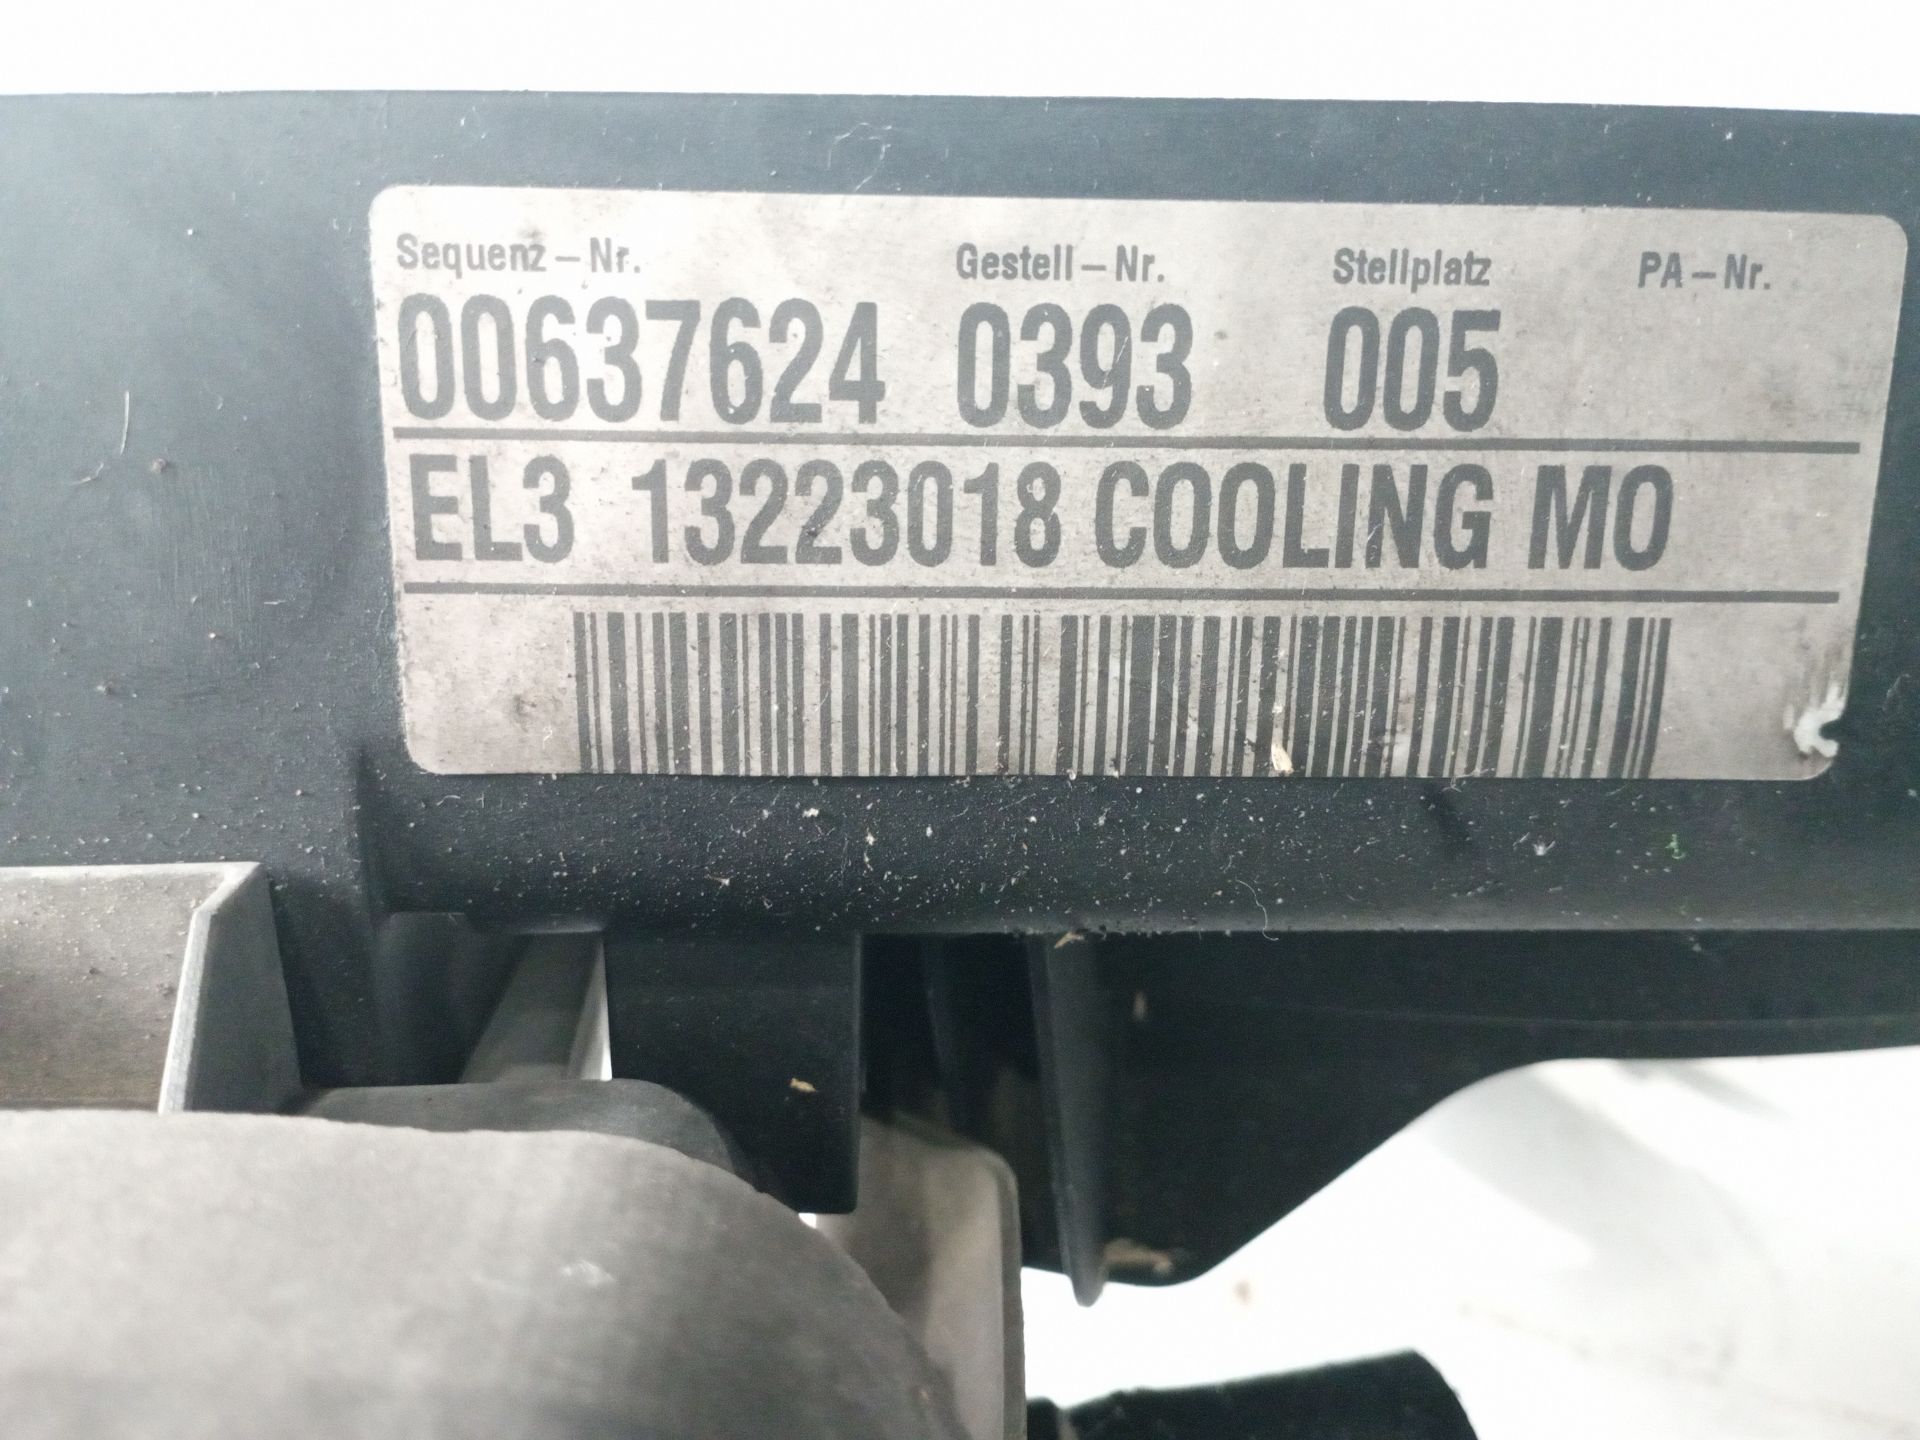 Sequenz-Nr. Gestell-Nr. Stellplatz PA-Nr.
00637624 0393 005
EL3 13223018 COOLING MO